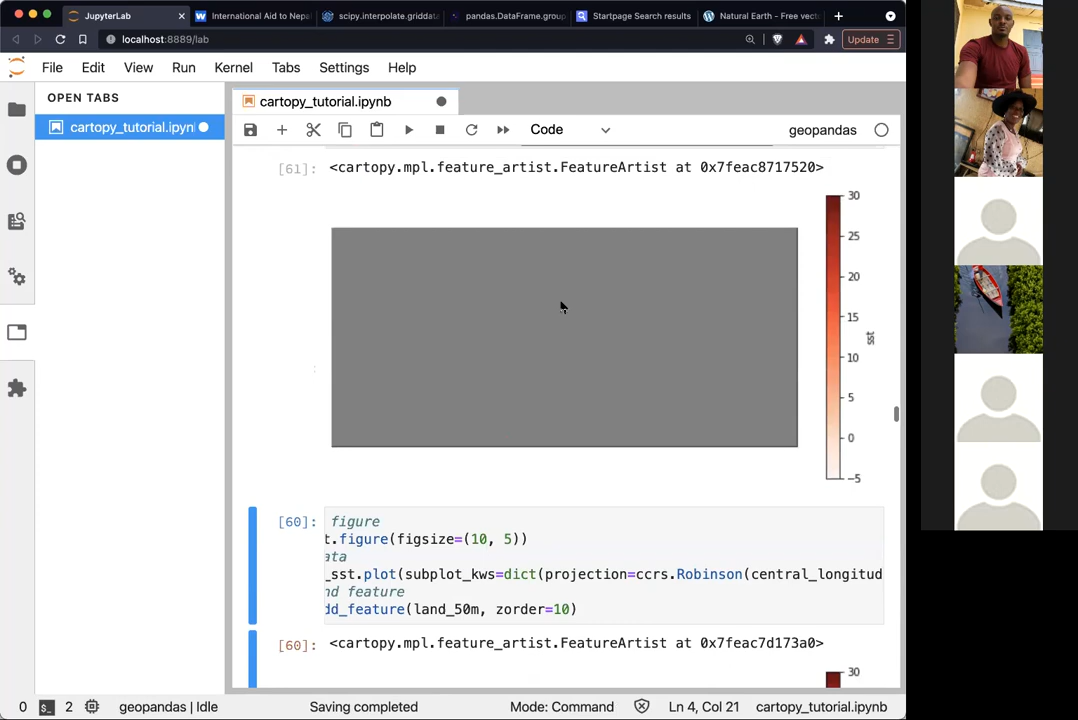 JupyterLab
International Aid to Nepa
scipy.interpolate.gridda
pandas.DataFrame.group
Startpage Search results
Natural Earth - Free vect
localhost:8889/lab
Update
File Edit View Run Kernel Tabs Settings Help
OPEN TABS
cartopy_tutorial.ipyn
cartopy_tutorial.ipynb
Code
geopandas
[61]:
<cartopy.mpl.feature_artist.FeatureArtist at 0x7feac8717520>
30
25
20
15
10
5
0
-5
sst
[60]:
figure
t.figure(figsize=(10, 5))
ata
_sst.plot(subplot_kws=dict(projection=ccrs.Robinson(central_longitud
nd feature
dd_feature(land_50m, zorder=10)
[60]:
<cartopy.mpl.feature_artist.FeatureArtist at 0x7feac7d173a0>
30
0 2 geopandas | Idle Saving completed Mode: Command Ln 4, Col 21 cartopy_tutorial.ipynb